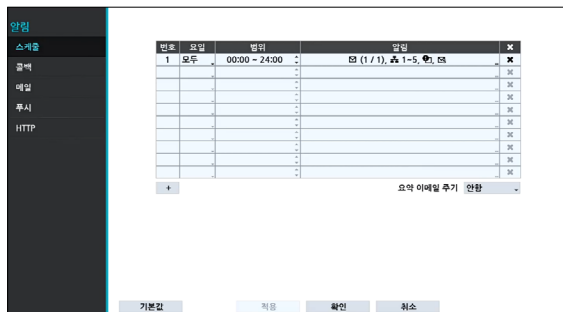 알림
스케줄
콜백
메일
푸시
HTTP
번호 요일 범위 알림
1 모두 00:00 ~ 24:00 (1 / 1), 1~5,
+
요약 이메일 주기 안함
기본값 적용 확인 취소